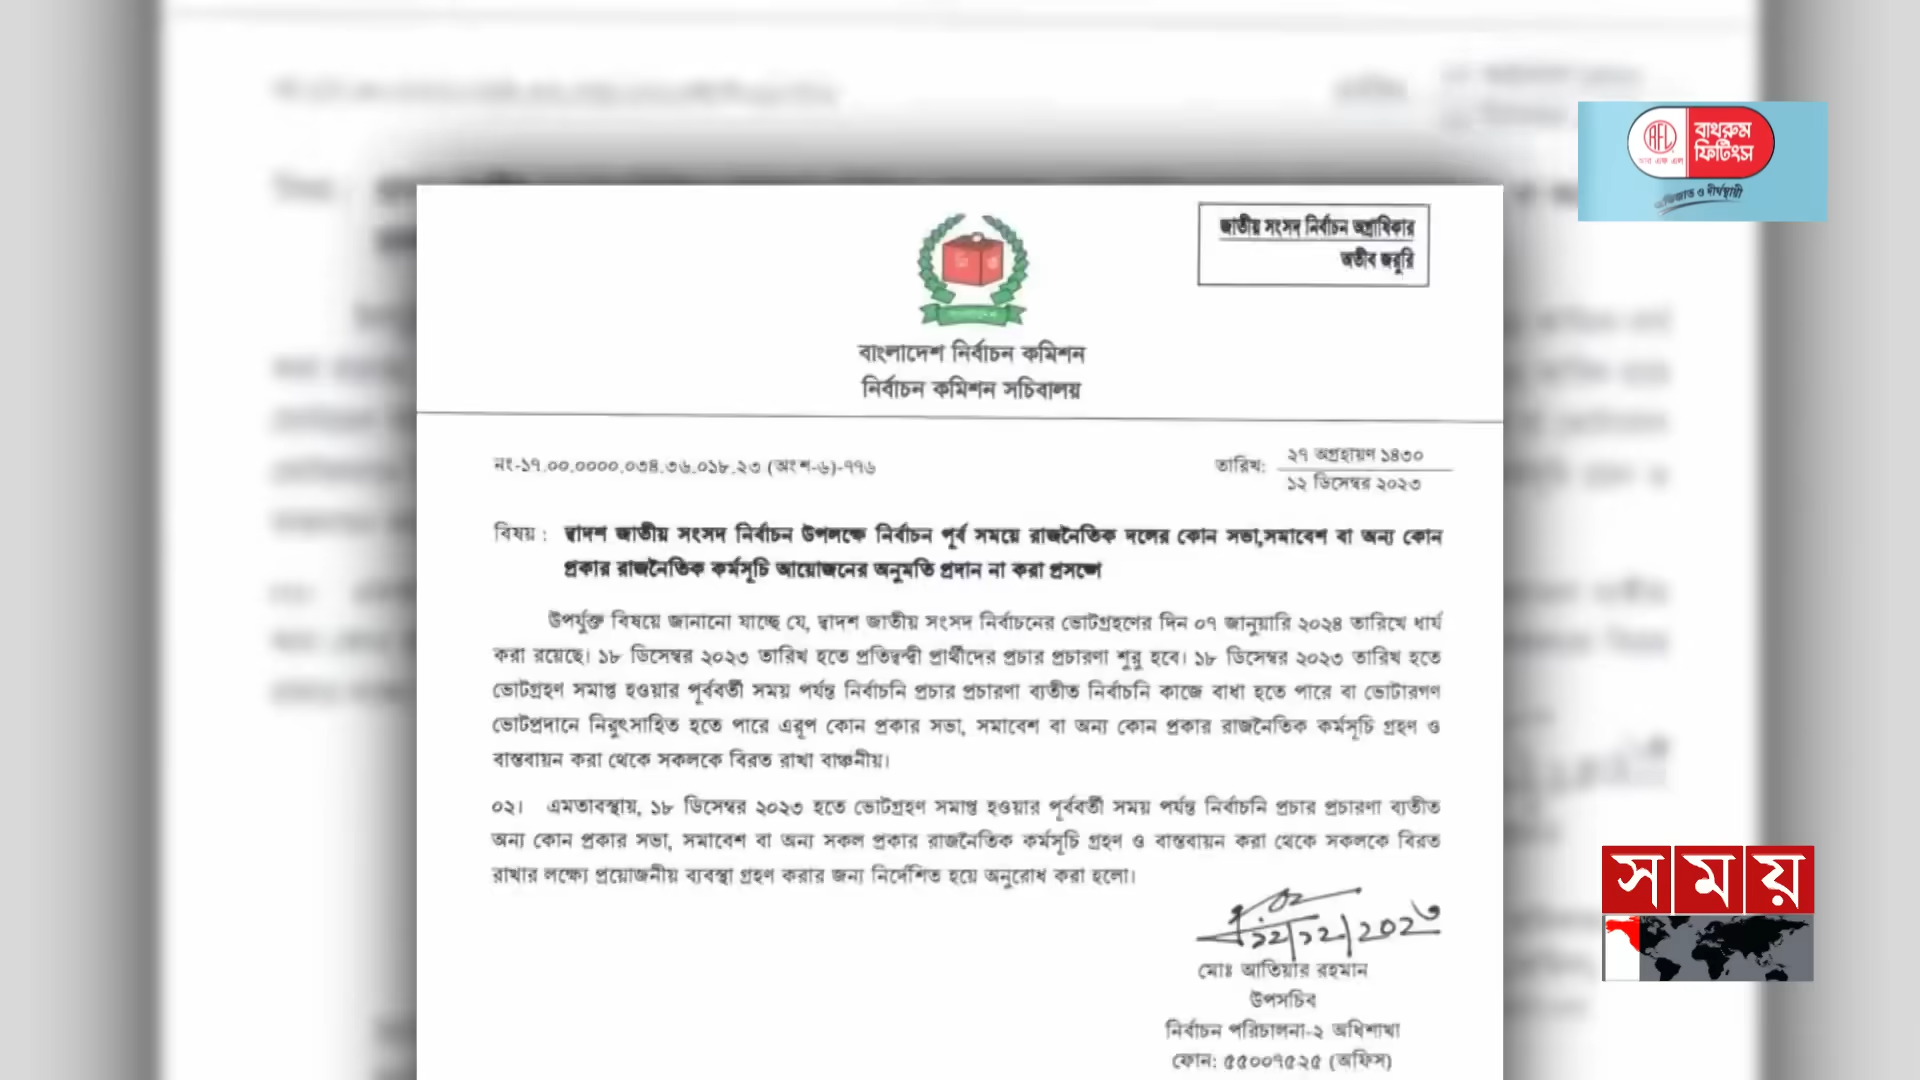 জাতীয় সংসদ নির্বাচন অগ্রাধিকার
অতীব জরুরি
বাংলাদেশ নির্বাচন কমিশন
নির্বাচন কমিশন সচিবালয়
নং-১৭.০০.০০০০.০৩৪.৩৬.০১৮.২৩ (অংশ-৬)-৭৭৬
তারিখ: ২৭ অগ্রহায়ণ ১৪৩০
১২ ডিসেম্বর ২০২৩
বিষয় : দ্বাদশ জাতীয় সংসদ নির্বাচন উপলক্ষে নির্বাচন পূর্ব সময়ে রাজনৈতিক দলের কোন সভা,সমাবেশ বা অন্য কোন
প্রকার রাজনৈতিক কর্মসূচি আয়োজনের অনুমতি প্রদান না করা প্রসঙ্গে
উপর্যুক্ত বিষয়ে জানানো যাচ্ছে যে, দ্বাদশ জাতীয় সংসদ নির্বাচনের ভোটগ্রহণের দিন ০৭ জানুয়ারি ২০২৪ তারিখে ধার্য
করা রয়েছে। ১৮ ডিসেম্বর ২০২৩ তারিখ হতে প্রতিদ্বন্দ্বী প্রার্থীদের প্রচার প্রচারণা শুরু হবে। ১৮ ডিসেম্বর ২০২৩ তারিখ হতে
ভোটগ্রহণ সমাপ্ত হওয়ার পূর্ববর্তী সময় পর্যন্ত নির্বাচনি প্রচার প্রচারণা ব্যতীত নির্বাচনি কাজে বাধা হতে পারে বা ভোটারগণ
ভোটপ্রদানে নিরুৎসাহিত হতে পারে এরূপ কোন প্রকার সভা, সমাবেশ বা অন্য কোন প্রকার রাজনৈতিক কর্মসূচি গ্রহণ ও
বাস্তবায়ন করা থেকে সকলকে বিরত রাখা বাঞ্চনীয়।
০২। এমতাবস্থায়, ১৮ ডিসেম্বর ২০২৩ হতে ভোটগ্রহণ সমাপ্ত হওয়ার পূর্ববর্তী সময় পর্যন্ত নির্বাচনি প্রচার প্রচারণা ব্যতীত
অন্য কোন প্রকার সভা, সমাবেশ বা অন্য সকল প্রকার রাজনৈতিক কর্মসূচি গ্রহণ ও বাস্তবায়ন করা থেকে সকলকে বিরত
রাখার লক্ষ্যে প্রয়োজনীয় ব্যবস্থা গ্রহণ করার জন্য নির্দেশিত হয়ে অনুরোধ করা হলো।
১২/১২/২০২৩
মোঃ আতিয়ার রহমান
উপসচিব
নির্বাচন পরিচালনা-২ অধিশাখা
ফোন: ৫৫০০৭৫২৫ (অফিস)
RFL
আর এফ এল
বাথরুম
ফিটিংস
অভিজাত ও দীর্ঘস্থায়ী
সময়